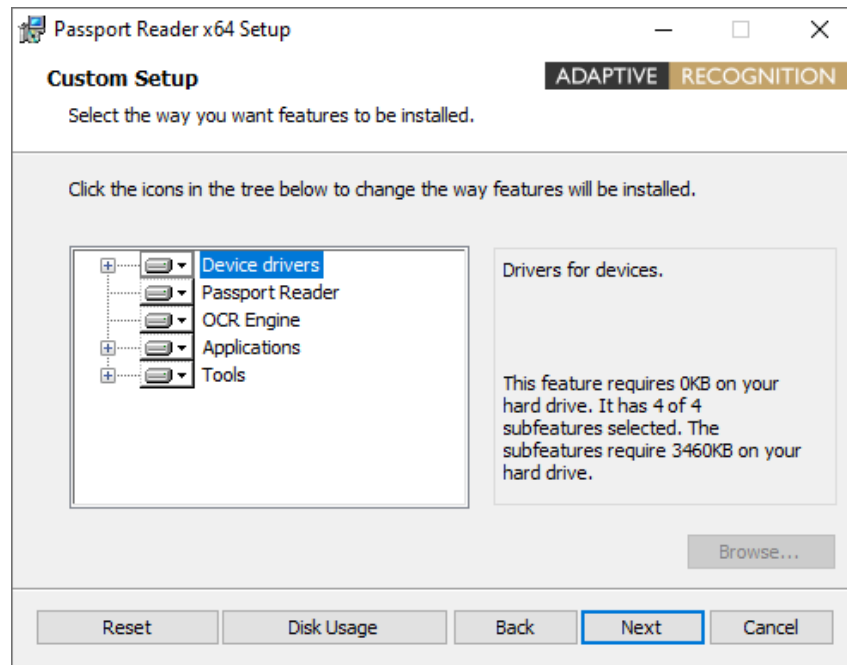 Passport Reader x64 Setup
Custom Setup
ADAPTIVE RECOGNITION
Select the way you want features to be installed.
Click the icons in the tree below to change the way features will be installed.
Device drivers
Passport Reader
OCR Engine
Applications
Tools
Drivers for devices.
This feature requires 0KB on your
hard drive. It has 4 of 4
subfeatures selected. The
subfeatures require 3460KB on your
hard drive.
Browse...
Reset
Disk Usage
Back
Next
Cancel